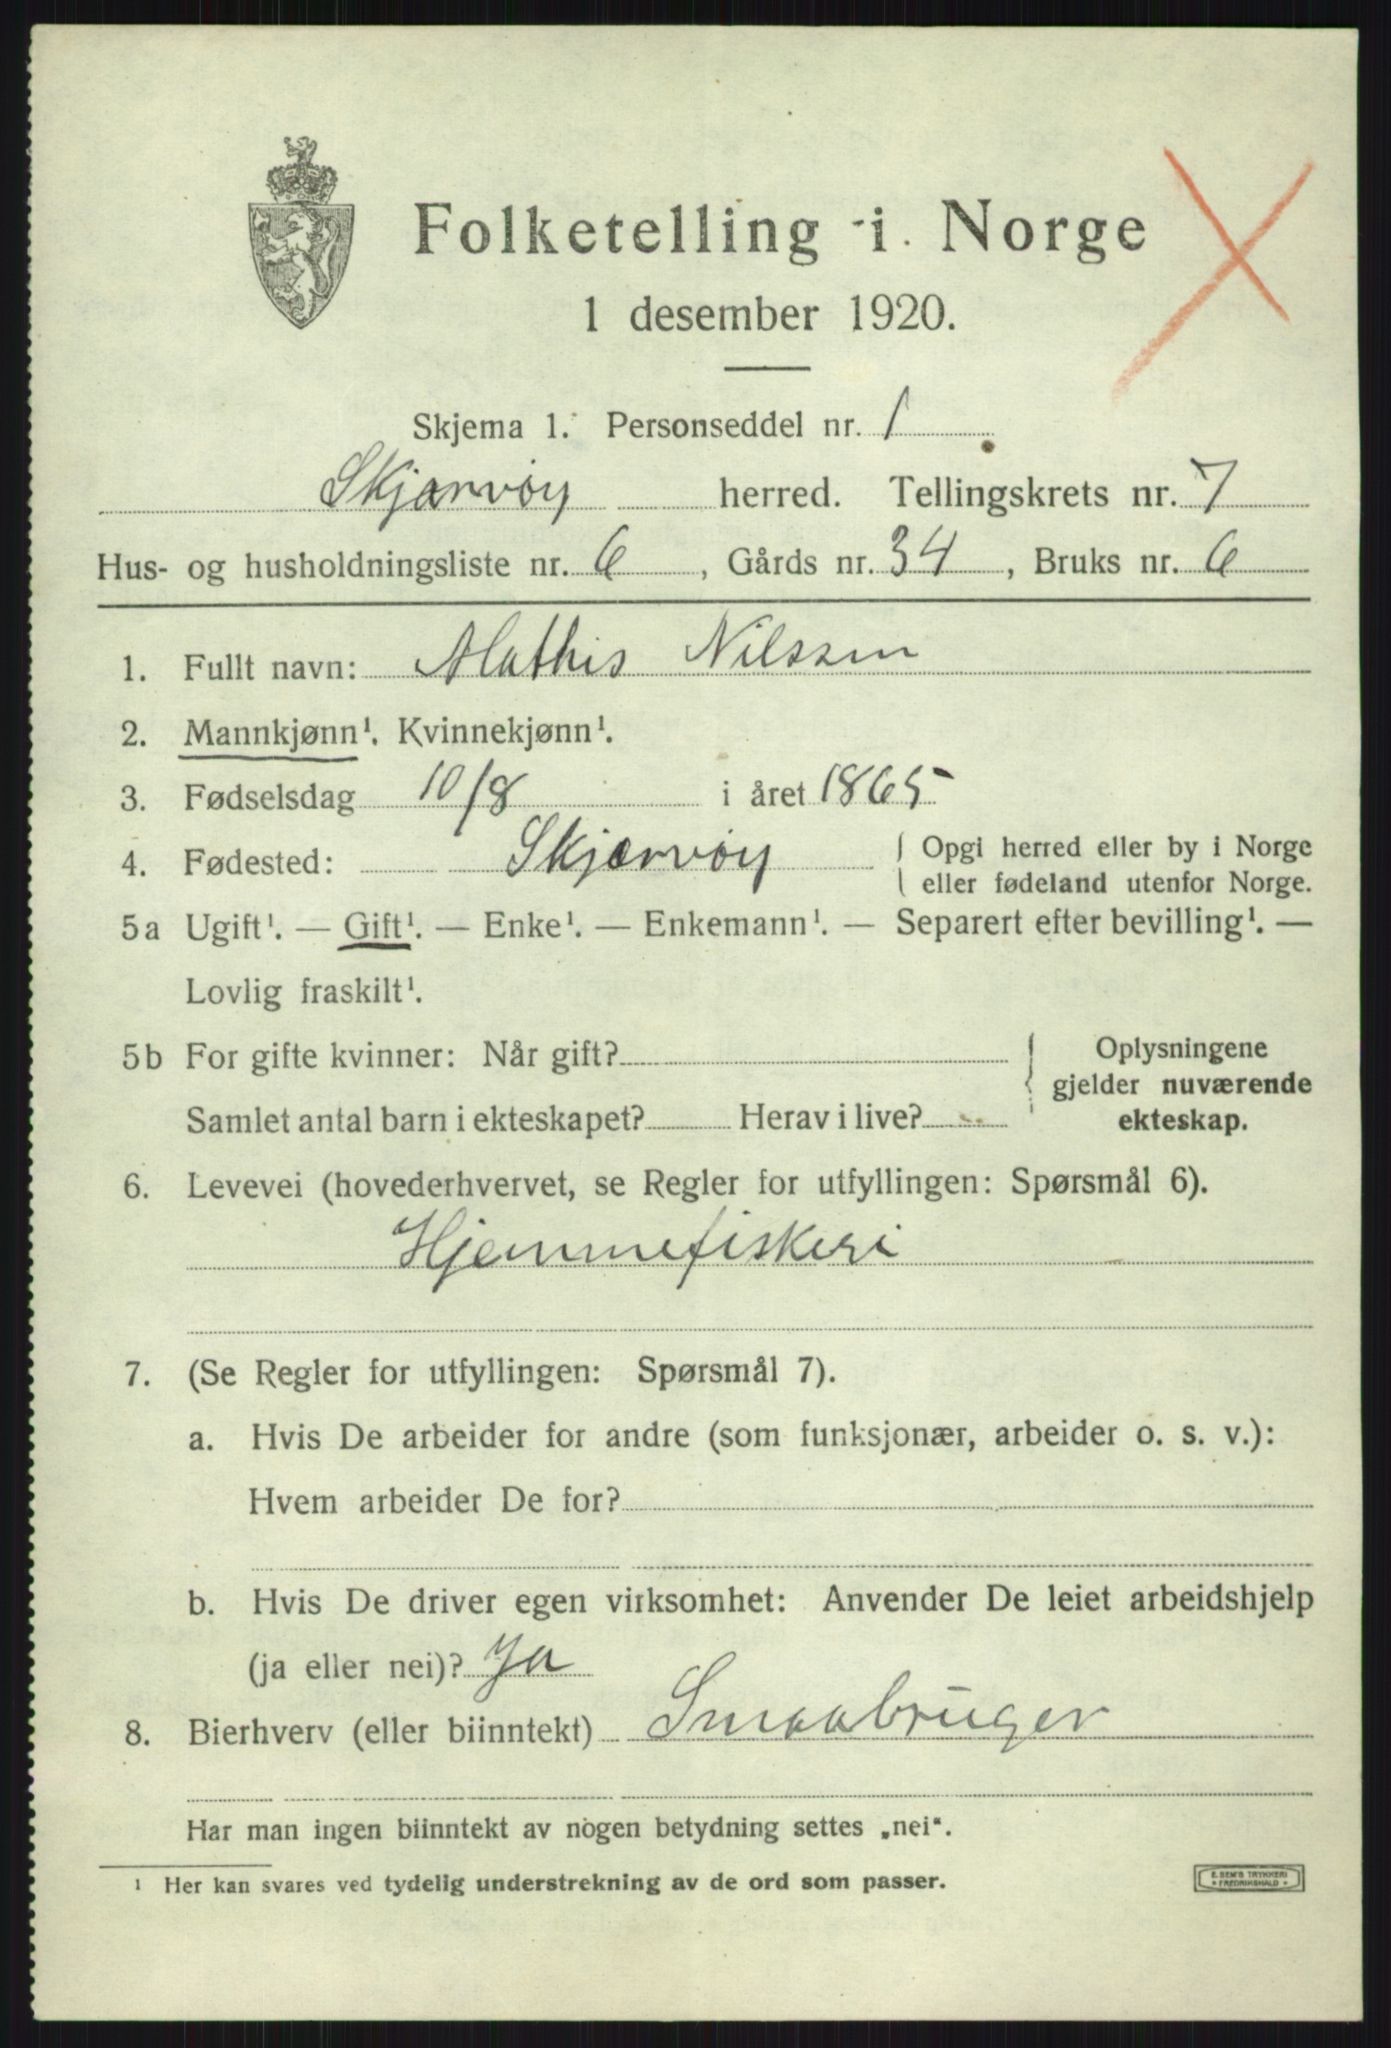 Folketelling i Norge
1 desember 1920.
Skjema 1. Personseddel nr. 1
Skjærvøy herred. Tellingskrets nr. 7
Hus- og husholdningsliste nr. 6, Gårds nr. 34, Bruks nr. 6
1. Fullt navn: Mathis Nilssen
2. Mannkjønn¹. Kvinnekjønn¹.
3. Fødselsdag 10/8 i året 1865
4. Fødested: Skjærvøy { Opgi herred eller by i Norge
eller fødeland utenfor Norge.
5a Ugift¹. — Gift¹. — Enke¹. — Enkemann¹. — Separert efter bevilling¹. —
Lovlig fraskilt¹.
5b For gifte kvinner: Når gift? { Oplysningene
gjelder nuværende
Samlet antal barn i ekteskapet? Herav i live? ekteskap.
6. Levevei (hovederhvervet, se Regler for utfyllingen: Spørsmål 6).
Hjemmefiskeri
7. (Se Regler for utfyllingen: Spørsmål 7).
a. Hvis De arbeider for andre (som funksjonær, arbeider o. s. v.):
Hvem arbeider De for?
b. Hvis De driver egen virksomhet: Anvender De leiet arbeidshjelp
(ja eller nei)? Ja
8. Bierhverv (eller biinntekt) Smaabruger
Har man ingen biinntekt av nogen betydning settes „nei“.
¹ Her kan svares ved tydelig understrekning av de ord som passer.
E. SEM'S TRYKKERI
• FREDRIKSHALD •